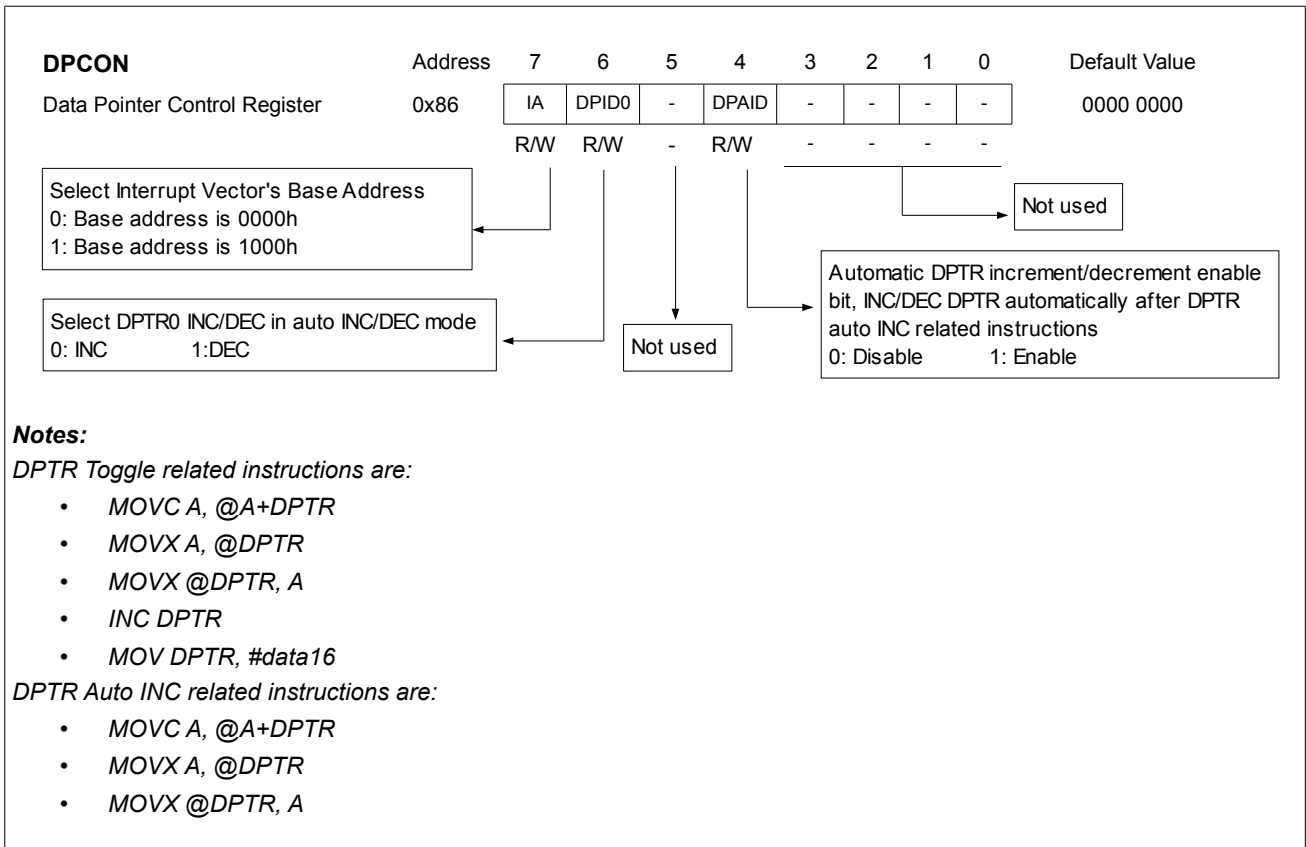 DPCON Address 7 6 5 4 3 2 1 0 Default Value
Data Pointer Control Register 0x86 IA DPID0 - DPAID - - - - 0000 0000
R/W R/W - R/W - - - -
Select Interrupt Vector's Base Address
0: Base address is 0000h
1: Base address is 1000h
Not used
Select DPTR0 INC/DEC in auto INC/DEC mode
0: INC 1:DEC
Not used
Automatic DPTR increment/decrement enable
bit, INC/DEC DPTR automatically after DPTR
auto INC related instructions
0: Disable 1: Enable
Notes:
DPTR Toggle related instructions are:
• MOVC A, @A+DPTR
• MOVX A, @DPTR
• MOVX @DPTR, A
• INC DPTR
• MOV DPTR, #data16
DPTR Auto INC related instructions are:
• MOVC A, @A+DPTR
• MOVX A, @DPTR
• MOVX @DPTR, A